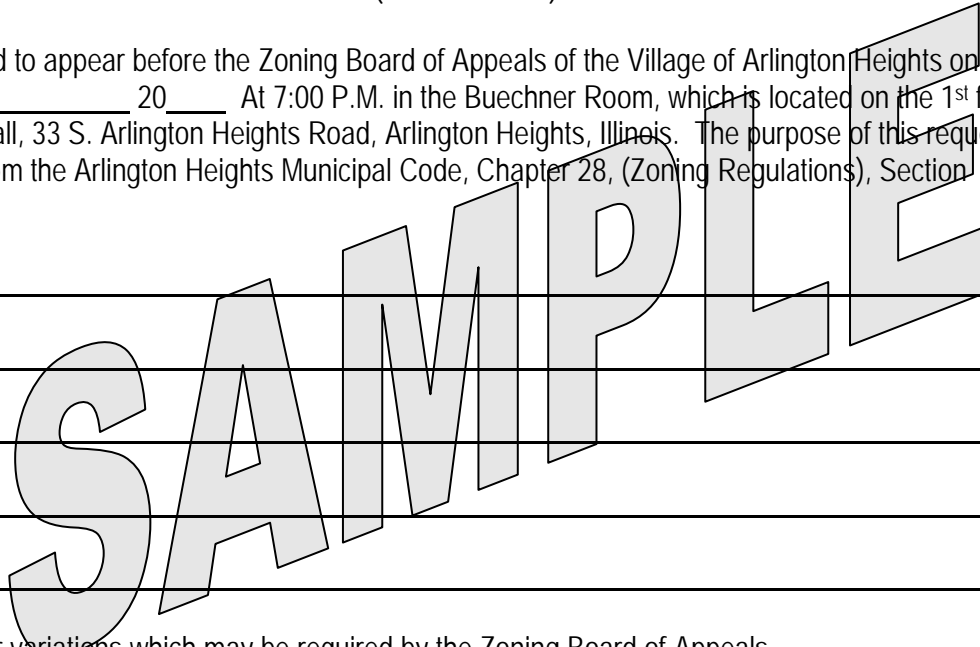 d to appear before the Zoning Board of Appeals of the Village of Arlington Heights on
20 At 7:00 P.M. in the Buechner Room, which is located on the 1st f
all, 33 S. Arlington Heights Road, Arlington Heights, Illinois. The purpose of this requ
m the Arlington Heights Municipal Code, Chapter 28, (Zoning Regulations), Section
SAMPLE
r variations which may be required by the Zoning Board of Appeals